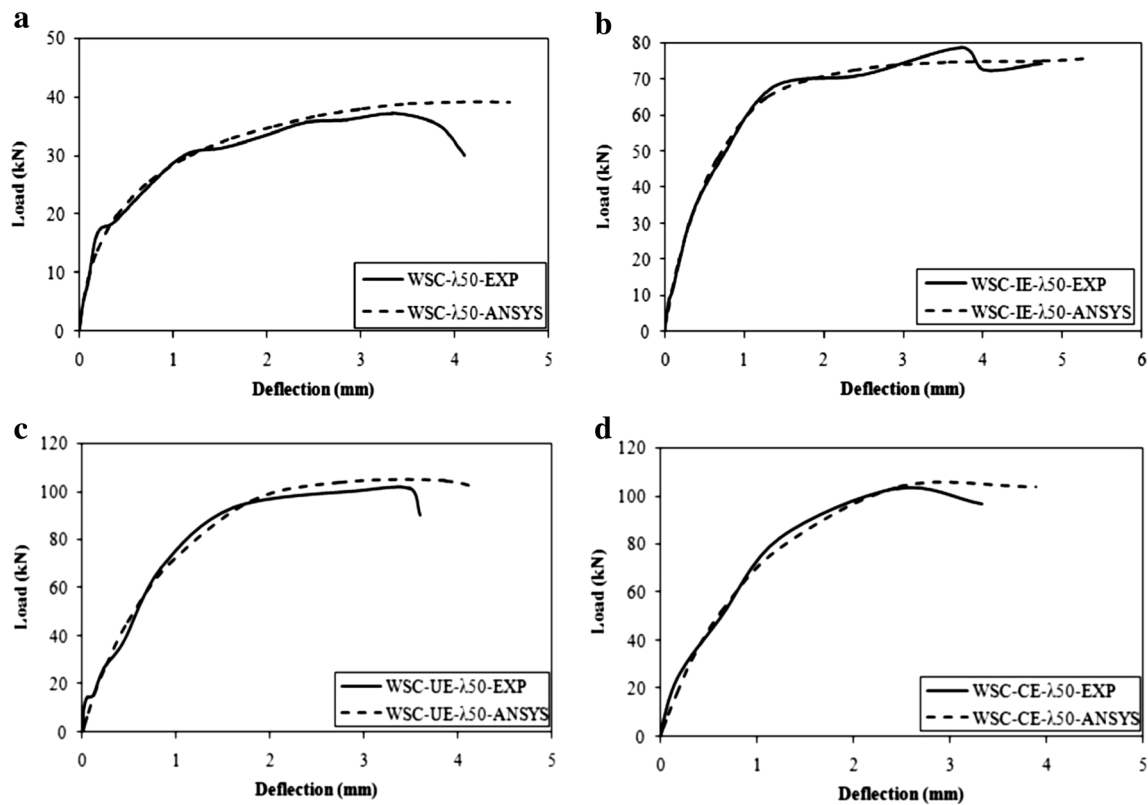 a
50
40
30
20
10
0
Load (kN)
0 1 2 3 4 5
Deflection (mm)
WSC-λ50-EXP
WSC-λ50-ANSYS
b
80
70
60
50
40
30
20
10
0
Load (kN)
0 1 2 3 4 5 6
Deflection (mm)
WSC-IE-λ50-EXP
WSC-IE-λ50-ANSYS
c
120
100
80
60
40
20
0
Load (kN)
0 1 2 3 4 5
Deflection (mm)
WSC-UE-λ50-EXP
WSC-UE-λ50-ANSYS
d
120
100
80
60
40
20
0
Load (kN)
0 1 2 3 4 5
Deflection (mm)
WSC-CE-λ50-EXP
WSC-CE-λ50-ANSYS